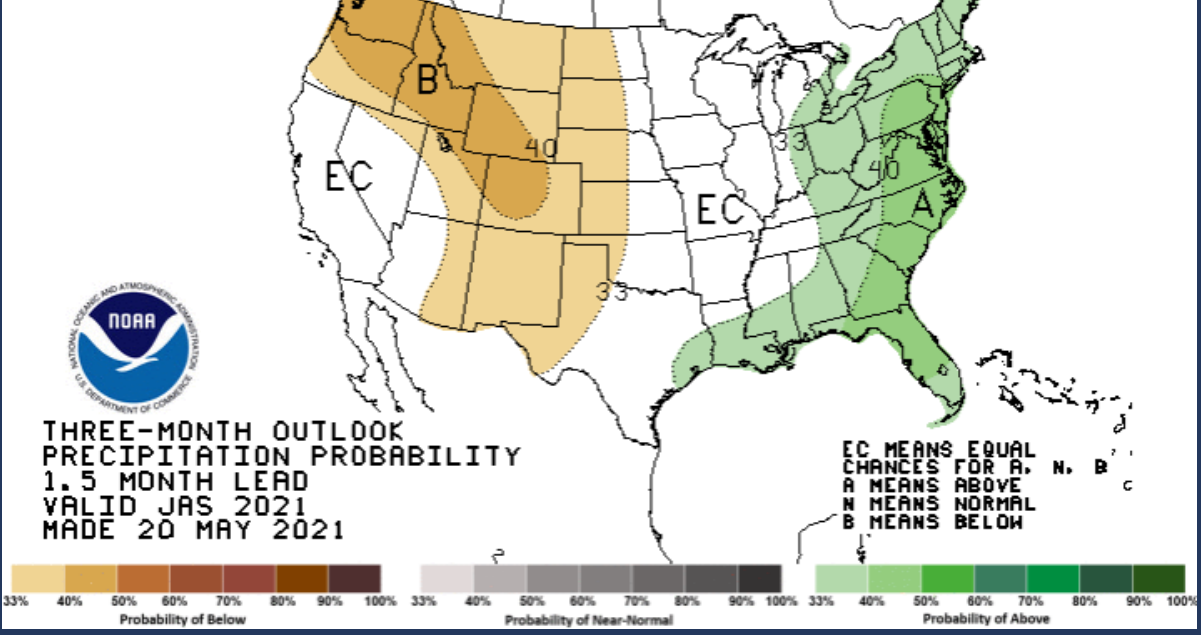 B
EC
40
33
40
EC
A
33
NATIONAL OCEANIC AND ATMOSPHERIC ADMINISTRATION
NOAA
U.S. DEPARTMENT OF COMMERCE
THREE-MONTH OUTLOOK
PRECIPITATION PROBABILITY
1.5 MONTH LEAD
VALID JAS 2021
MADE 20 MAY 2021
EC MEANS EQUAL
CHANCES FOR A, N, B
A MEANS ABOVE
N MEANS NORMAL
B MEANS BELOW
33% 40% 50% 60% 70% 80% 90% 100%
Probability of Below
33% 40% 50% 60% 70% 80% 90% 100%
Probability of Near-Normal
33% 40% 50% 60% 70% 80% 90% 100%
Probability of Above